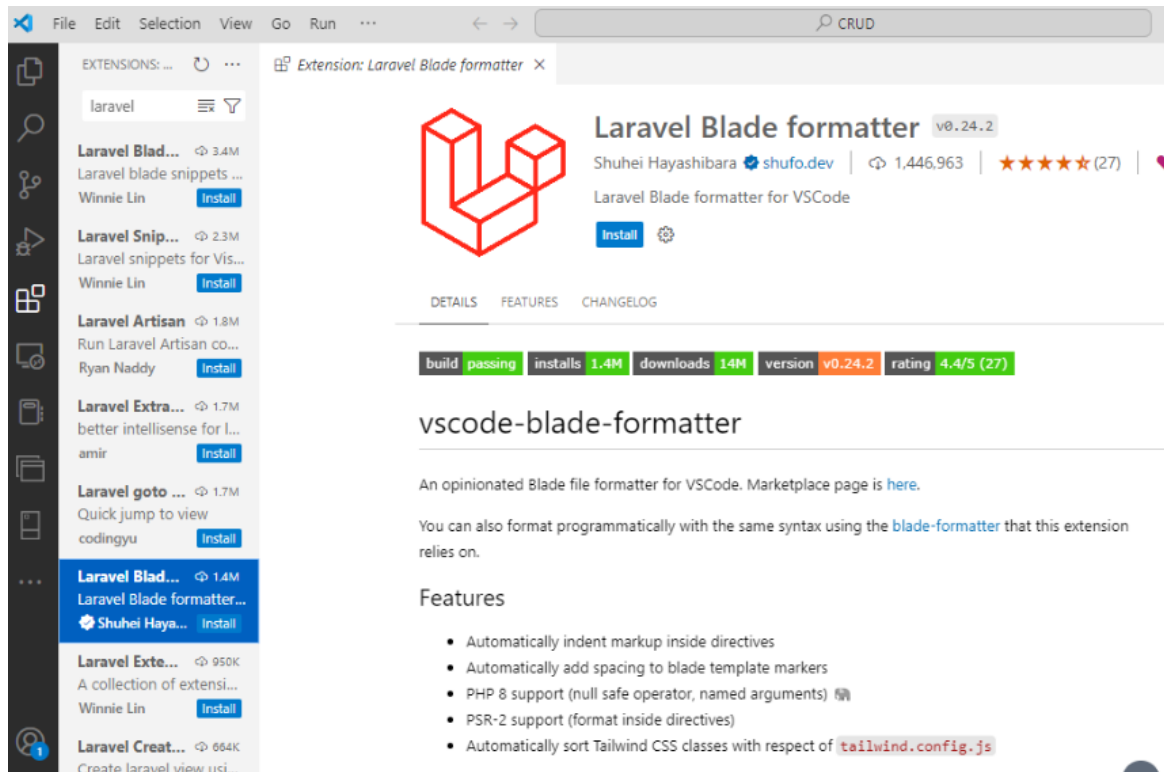 File Edit Selection View Go Run ··· CRUD
EXTENSIONS: ...
laravel
Laravel Blad... 3.4M
Laravel blade snippets ...
Winnie Lin Install
Laravel Snip... 2.3M
Laravel snippets for Vis...
Winnie Lin Install
Laravel Artisan 1.8M
Run Laravel Artisan co...
Ryan Naddy Install
Laravel Extra... 1.7M
better intellisense for l...
amir Install
Laravel goto ... 1.7M
Quick jump to view
codingyu Install
Laravel Blad... 1.4M
Laravel Blade formatter...
Shuhei Haya... Install
Laravel Exte... 950K
A collection of extensi...
Winnie Lin Install
Laravel Creat... 664K
Create laravel view usi...
1
Extension: Laravel Blade formatter
Laravel Blade formatter v0.24.2
Shuhei Hayashibara shufo.dev 1,446,963 (27)
Laravel Blade formatter for VSCode
Install
DETAILS FEATURES CHANGELOG
build passing installs 1.4M downloads 14M version v0.24.2 rating 4.4/5 (27)
vscode-blade-formatter
An opinionated Blade file formatter for VSCode. Marketplace page is here.
You can also format programmatically with the same syntax using the blade-formatter that this extension
relies on.
Features
• Automatically indent markup inside directives
• Automatically add spacing to blade template markers
• PHP 8 support (null safe operator, named arguments) 🐘
• PSR-2 support (format inside directives)
• Automatically sort Tailwind CSS classes with respect of tailwind.config.js